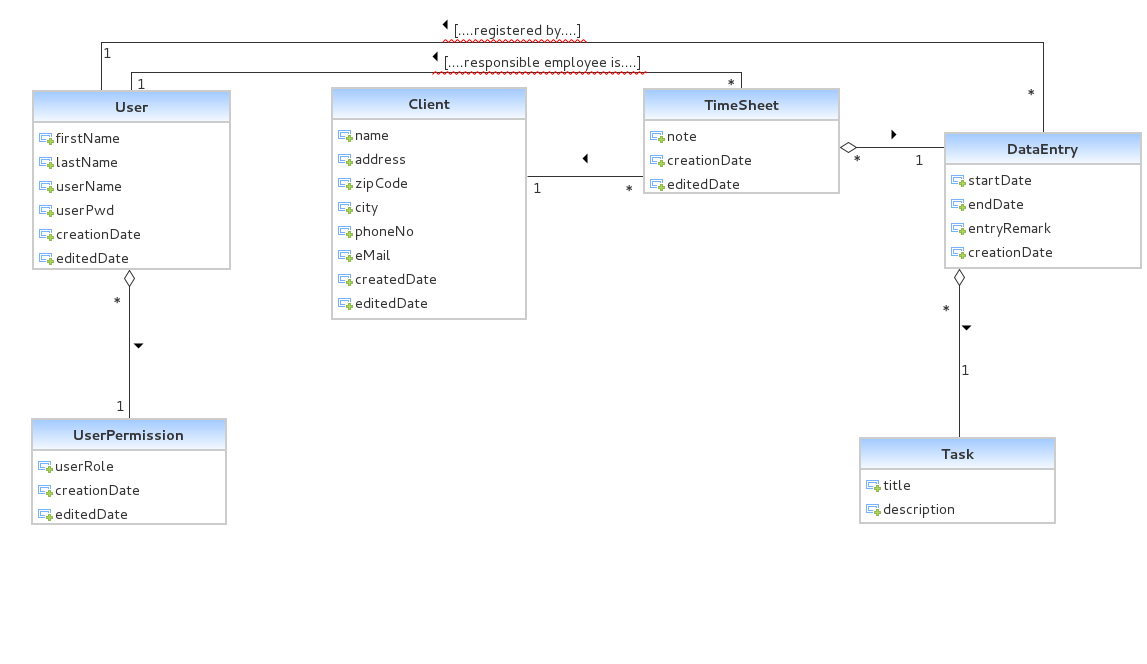 [....registered by....]
1
[....responsible employee is....]
1
*
*
User
firstName
lastName
userName
userPwd
creationDate
editedDate
Client
name
address
zipCode
city
phoneNo
eMail
createdDate
editedDate
1
*
TimeSheet
note
creationDate
editedDate
*
1
DataEntry
startDate
endDate
entryRemark
creationDate
*
1
UserPermission
userRole
creationDate
editedDate
*
1
Task
title
description